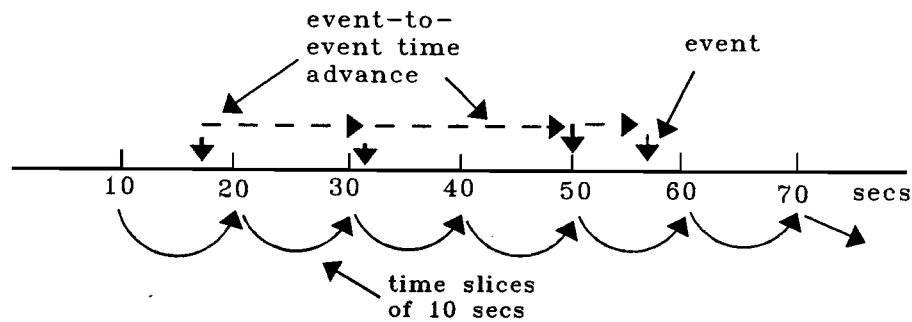 event-to-
event time
advance
event
10 20 30 40 50 60 70 secs
time slices
of 10 secs